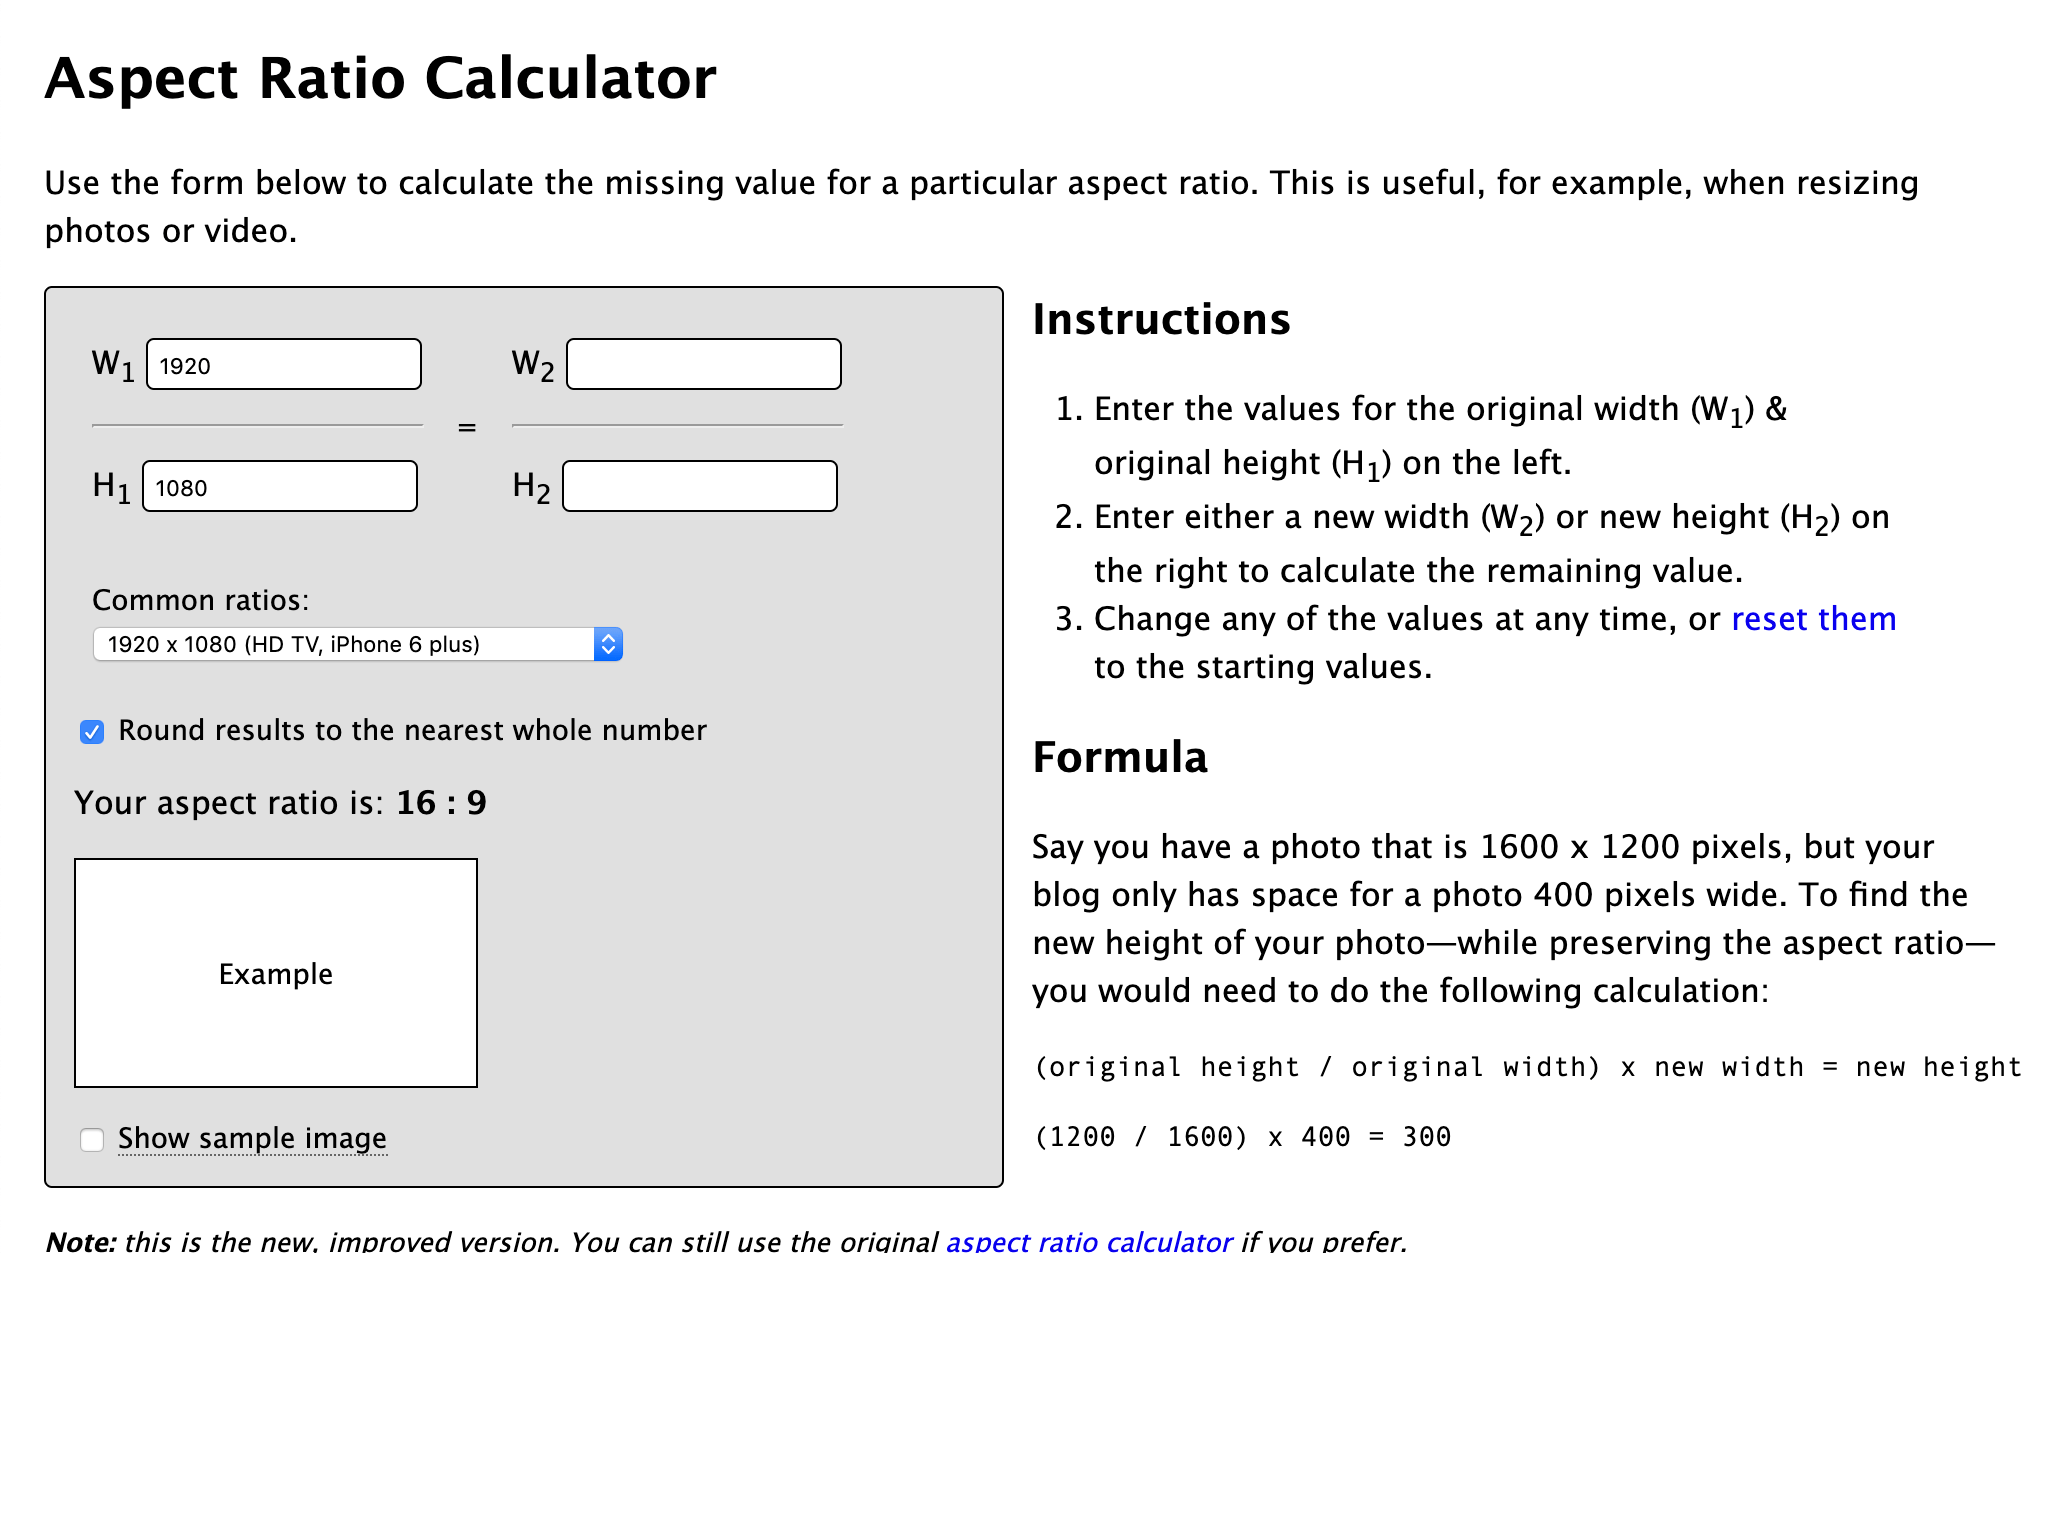 Aspect Ratio Calculator
Use the form below to calculate the missing value for a particular aspect ratio. This is useful, for example, when resizing
photos or video.
W1 1920
=
H1 1080
W2
H2
Common ratios:
1920 x 1080 (HD TV, iPhone 6 plus)
Round results to the nearest whole number
Your aspect ratio is: 16 : 9
Example
Show sample image
Instructions
1. Enter the values for the original width (W1) &
original height (H1) on the left.
2. Enter either a new width (W2) or new height (H2) on
the right to calculate the remaining value.
3. Change any of the values at any time, or reset them
to the starting values.
Formula
Say you have a photo that is 1600 x 1200 pixels, but your
blog only has space for a photo 400 pixels wide. To find the
new height of your photo—while preserving the aspect ratio—
you would need to do the following calculation:
(original height / original width) x new width = new height
(1200 / 1600) x 400 = 300
Note: this is the new, improved version. You can still use the original aspect ratio calculator if you prefer.